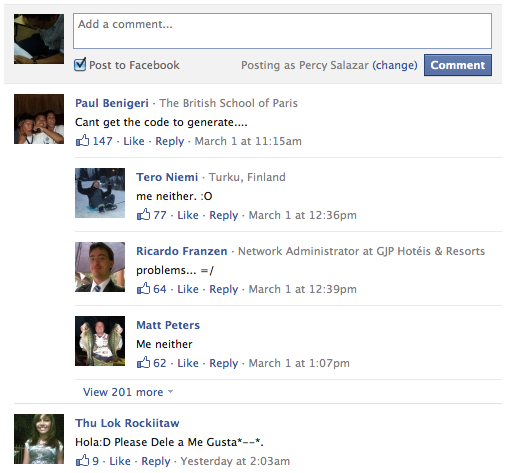 Add a comment...
Post to Facebook
Posting as Percy Salazar (change)
Comment
Paul Benigeri · The British School of Paris
Cant get the code to generate....
147 · Like · Reply · March 1 at 11:15am
Tero Niemi · Turku, Finland
me neither. :O
77 · Like · Reply · March 1 at 12:36pm
Ricardo Franzen · Network Administrator at GJP Hotéis & Resorts
problems... =/
64 · Like · Reply · March 1 at 12:39pm
Matt Peters
Me neither
62 · Like · Reply · March 1 at 1:07pm
View 201 more
Thu Lok Rockiitaw
Hola:D Please Dele a Me Gusta*--*.
9 · Like · Reply · Yesterday at 2:03am